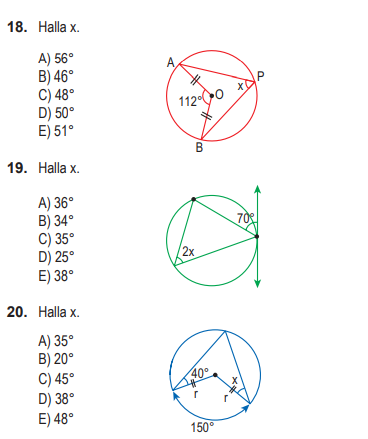 18. Halla x.
A) 56°
B) 46°
C) 48°
D) 50°
E) 51°
A
P
x
O
112°
B
19. Halla x.
A) 36°
B) 34°
C) 35°
D) 25°
E) 38°
70°
2x
20. Halla x.
A) 35°
B) 20°
C) 45°
D) 38°
E) 48°
40°
x
r
r
150°